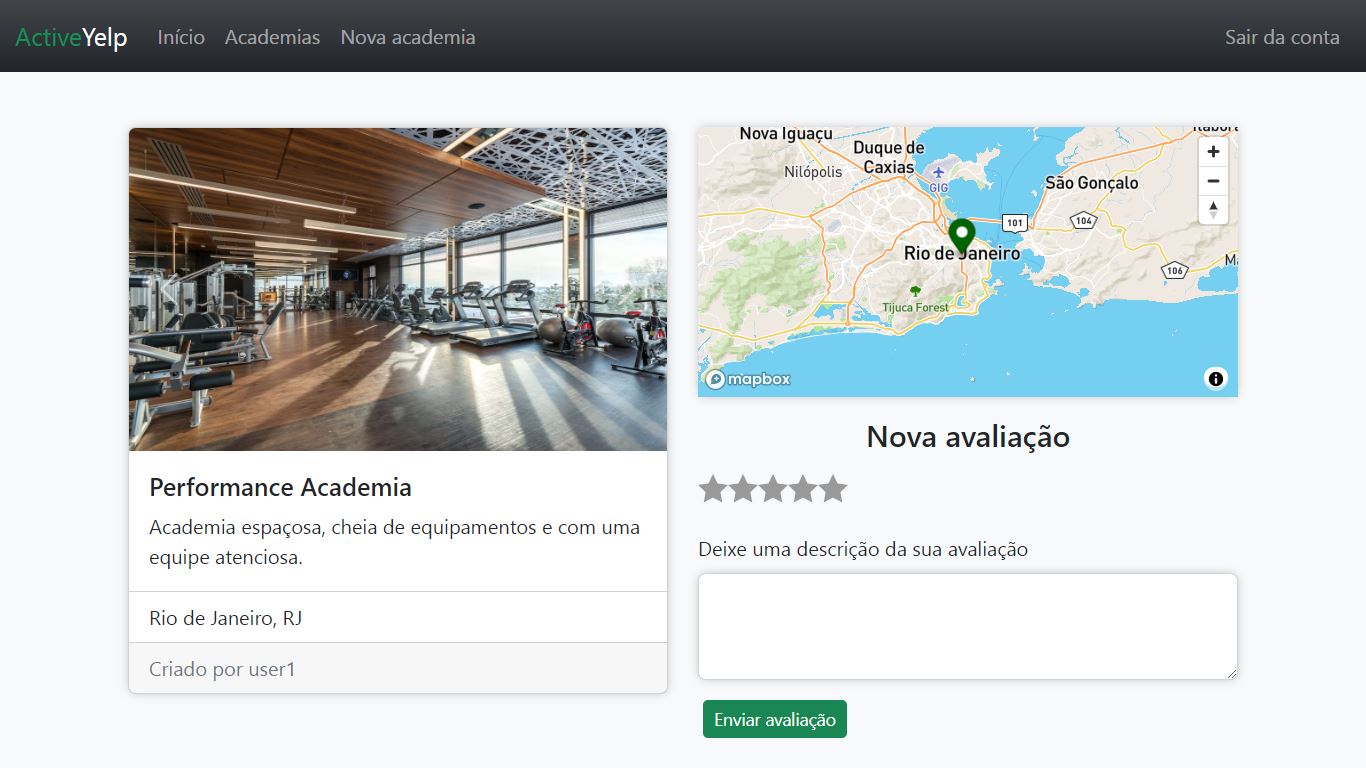 ActiveYelp Início Academias Nova academia Sair da conta
Performance Academia
Academia espaçosa, cheia de equipamentos e com uma
equipe atenciosa.
Rio de Janeiro, RJ
Criado por user1
Nova Iguaçu
Duque de
Caxias
Nilópolis
GIG
São Gonçalo
101
104
Rio de Janeiro
106
Tijuca Forest
mapbox
Nova avaliação
Deixe uma descrição da sua avaliação
Enviar avaliação